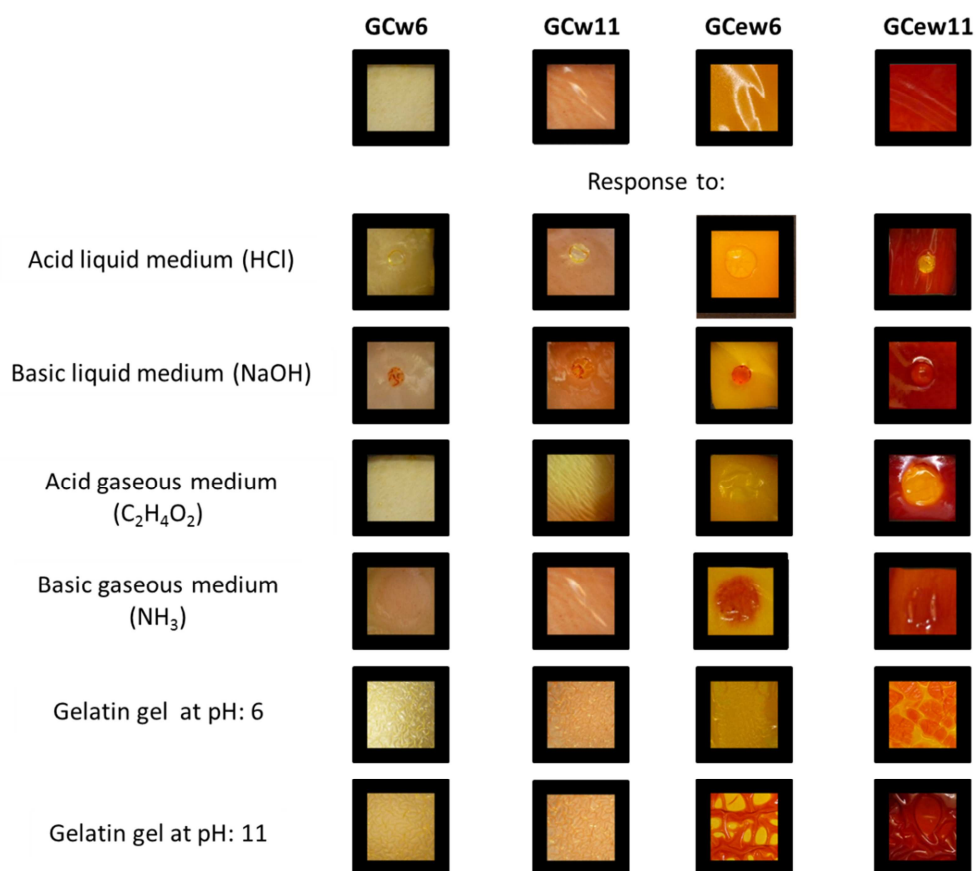 GCw6 GCw11 GCew6 GCew11
Response to:
Acid liquid medium (HCl)
Basic liquid medium (NaOH)
Acid gaseous medium
(C₂H₄O₂)
Basic gaseous medium
(NH₃)
Gelatin gel at pH: 6
Gelatin gel at pH: 11